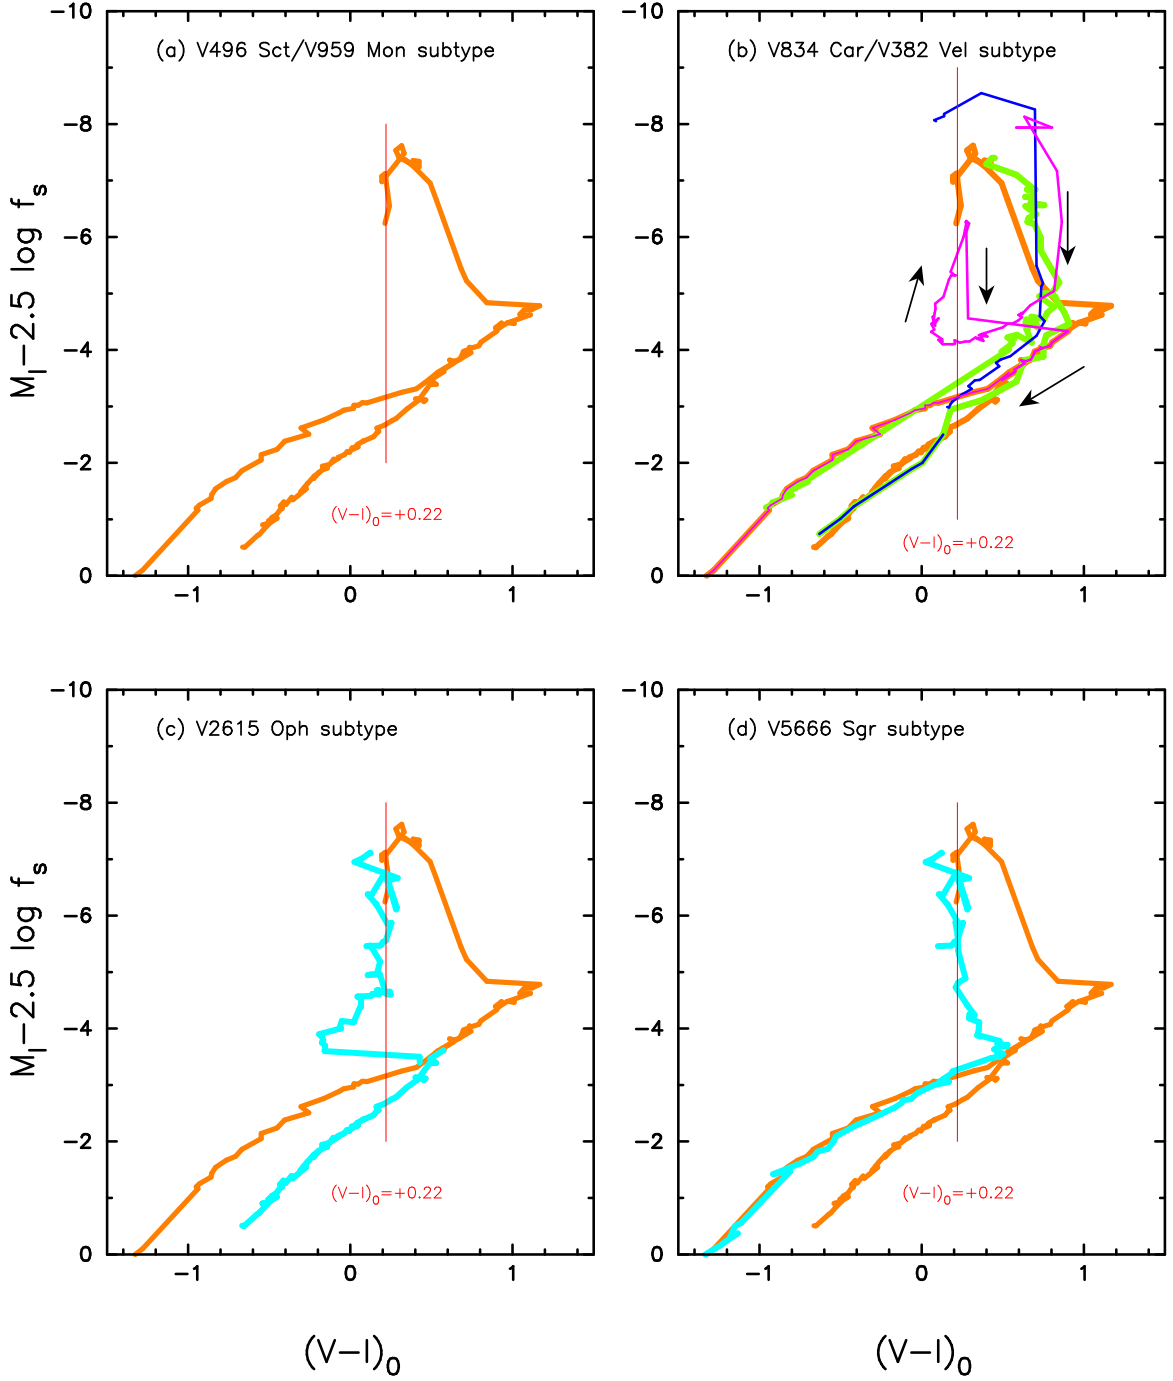 (a) V496 Sct/V959 Mon subtype
M_I−2.5 log f_s
−10
−8
−6
−4
−2
0
(V−I)_0=+0.22
−1 0 1
(b) V834 Car/V382 Vel subtype
−10
−8
−6
−4
−2
0
(V−I)_0=+0.22
−1 0 1
(c) V2615 Oph subtype
M_I−2.5 log f_s
−10
−8
−6
−4
−2
0
(V−I)_0=+0.22
−1 0 1
(V−I)_0
(d) V5666 Sgr subtype
−10
−8
−6
−4
−2
0
(V−I)_0=+0.22
−1 0 1
(V−I)_0